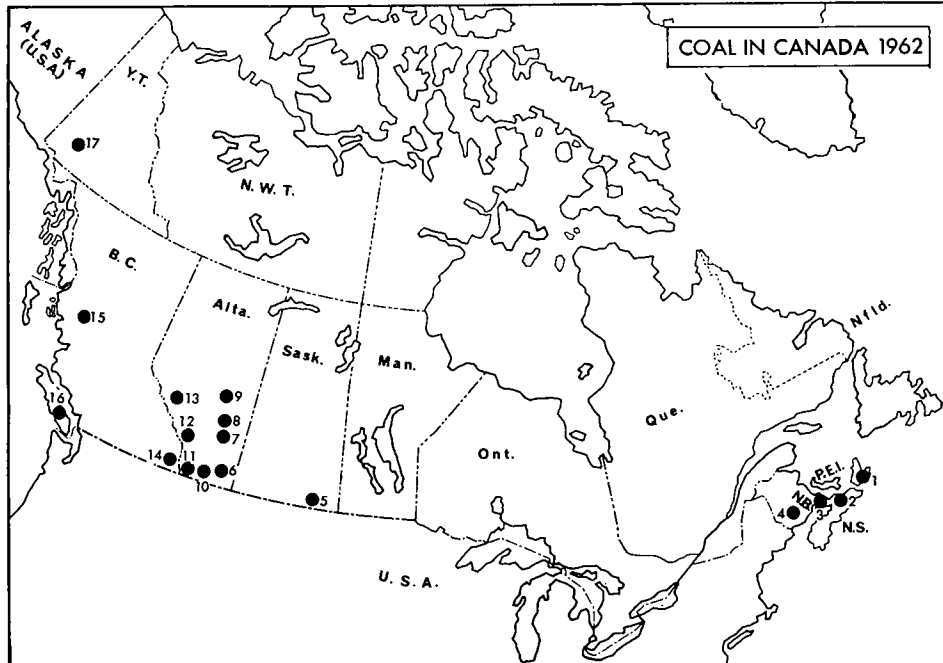 COAL IN CANADA 1962
ALASKA
(U.S.A)
Y.T.
17
N.W.T.
B.C.
15
Alta.
Sask.
Man.
Nfld.
16
13
9
8
12
7
14
11
6
10
5
Ont.
Que.
P.E.I.
1
N.B.
3
2
4
N.S.
U.S.A.